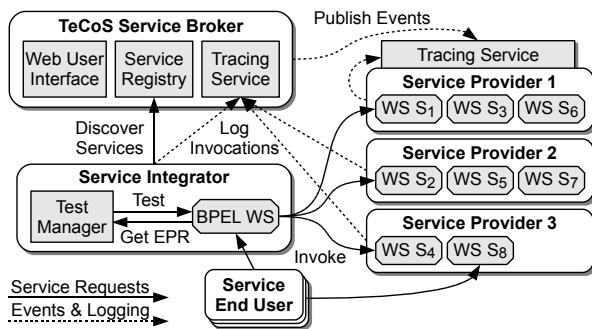 TeCoS Service Broker
Publish Events
Web User
Interface
Service
Registry
Tracing
Service
Tracing Service
Service Provider 1
WS S1 WS S3 WS S6
Discover
Services
Log
Invocations
Service Provider 2
WS S2 WS S5 WS S7
Service Integrator
Test
Manager
Test
Get EPR
BPEL WS
Service Provider 3
WS S4 WS S8
Invoke
Service
End User
Service Requests
Events & Logging